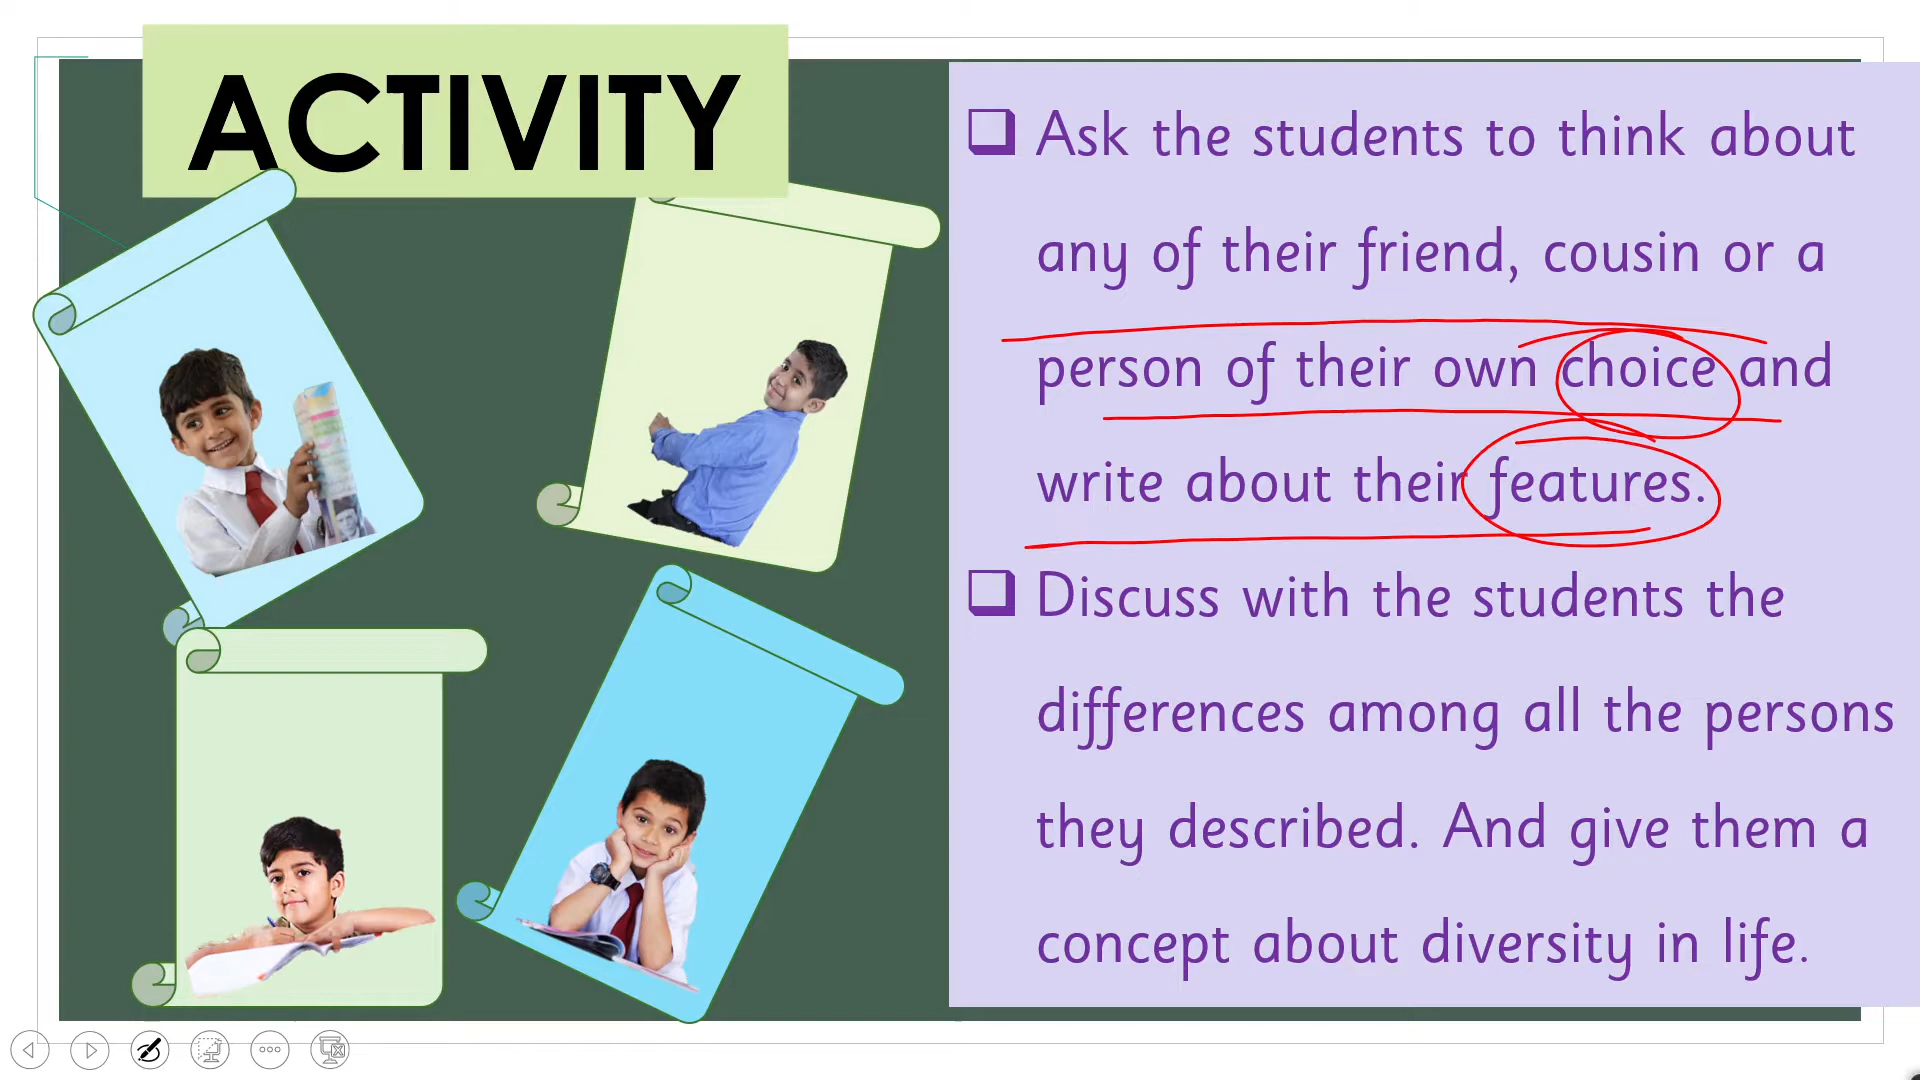 ACTIVITY
Ask the students to think about
any of their friend, cousin or a
person of their own choice and
write about their features.
Discuss with the students the
differences among all the persons
they described. And give them a
concept about diversity in life.